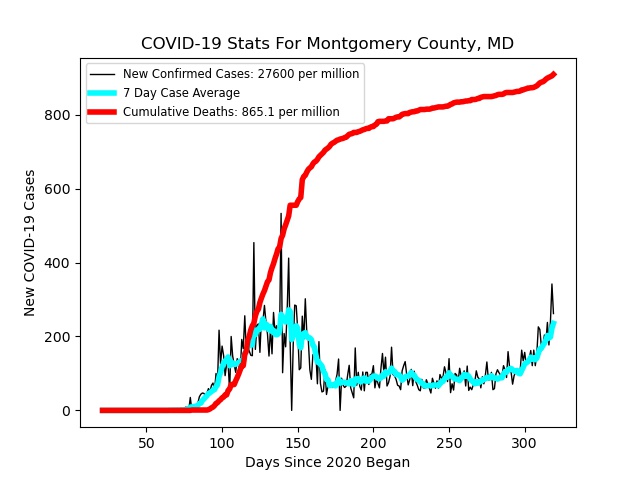 COVID-19 Stats For Montgomery County, MD
New Confirmed Cases: 27600 per million
7 Day Case Average
Cumulative Deaths: 865.1 per million
New COVID-19 Cases
800
600
400
200
0
50 100 150 200 250 300
Days Since 2020 Began